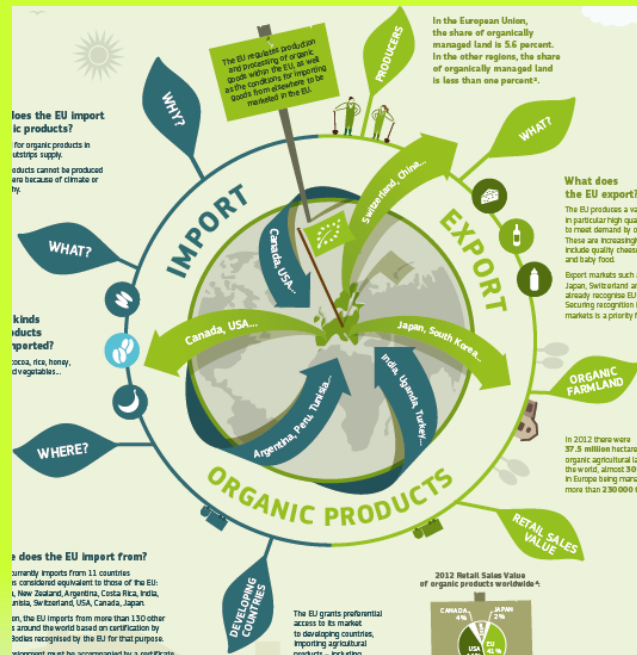 The EU regulates production
and processing of organic
goods within the EU, as well
as the conditions for importing
goods from elsewhere to be
marketed in the EU.
PRODUCERS
In the European Union,
the share of organically
managed land is 5.6 percent.
In the other regions, the share
of organically managed land
is less than one percent².
WHY?
does the EU import
ic products?
for organic products in
outstrips supply.
oducts cannot be produced
ere because of climate or
WHAT?
What does
the EU export?
The EU produces a
in particular high qua
to meet demand by
These are increasing
include quality chees
and baby food.
Export markets such
Japan, Switzerland an
already recognise EU
Securing recognition
markets is a priority
IMPORT
EXPORT
Switzerland, China...
Canada, USA...
WHAT?
kinds
oducts
mported?
cocoa, rice, honey,
d vegetables...
Canada, USA...
Japan, South Korea...
India, Uganda, Turkey...
Argentina, Peru, Tunisia...
ORGANIC
FARMLAND
WHERE?
In 2012 there were
37.5 million hectare
organic agricultural la
the world, almost 30
in Europe being mana
more than 230000
ORGANIC PRODUCTS
RETAIL SALES
VALUE
e does the EU import from?
currently imports from 11 countries
s considered equivalent to those of the EU:
, New Zealand, Argentina, Costa Rica, India,
unisia, Switzerland, USA, Canada, Japan.
on, the EU imports from more than 130 other
s around the world based on certification by
Bodies recognised by the EU for that purpose.
must be accompanied by a certificate
DEVELOPING
COUNTRIES
The EU grants preferential
access to its market
to developing countries,
importing agricultural
products – including
2012 Retail Sales Value
of organic products worldwide⁴:
CANADA
4%
JAPAN
2%
USA
EU
41%